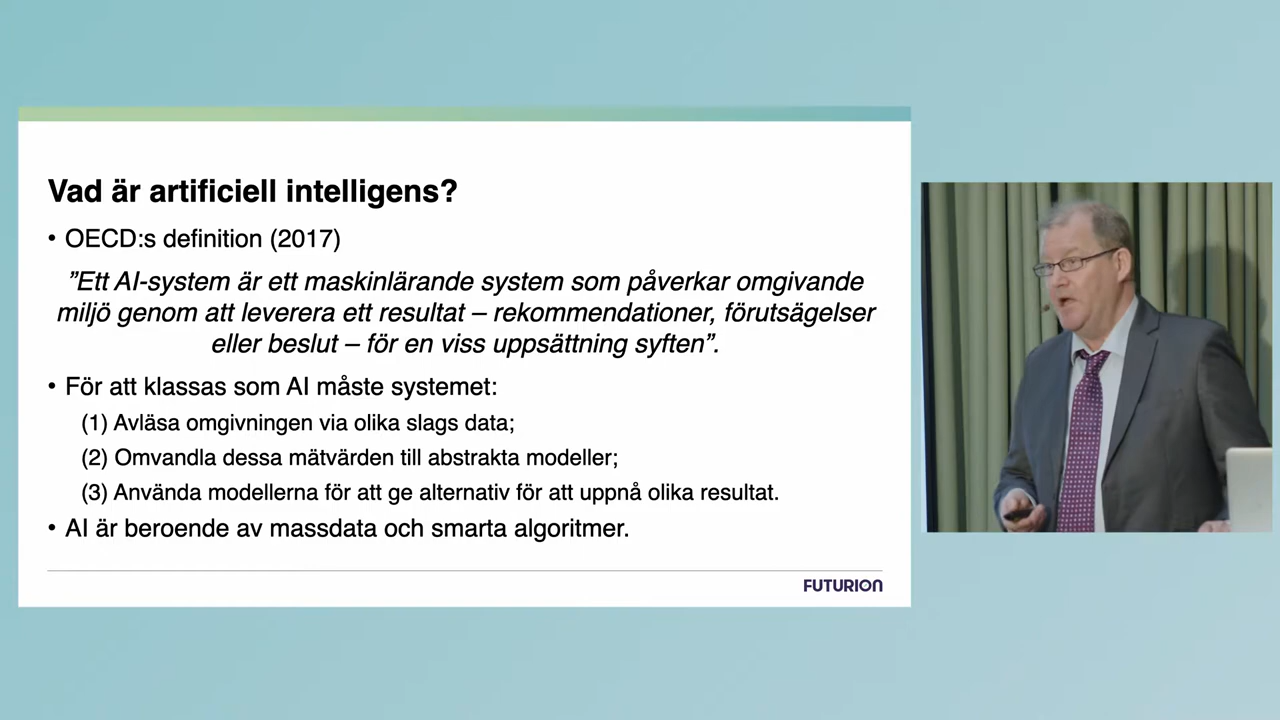 Vad är artificiell intelligens?
• OECD:s definition (2017)
”Ett AI-system är ett maskinlärande system som påverkar omgivande
miljö genom att leverera ett resultat – rekommendationer, förutsägelser
eller beslut – för en viss uppsättning syften”.
• För att klassas som AI måste systemet:
(1) Avläsa omgivningen via olika slags data;
(2) Omvandla dessa mätvärden till abstrakta modeller;
(3) Använda modellerna för att ge alternativ för att uppnå olika resultat.
• AI är beroende av massdata och smarta algoritmer.
FUTURION